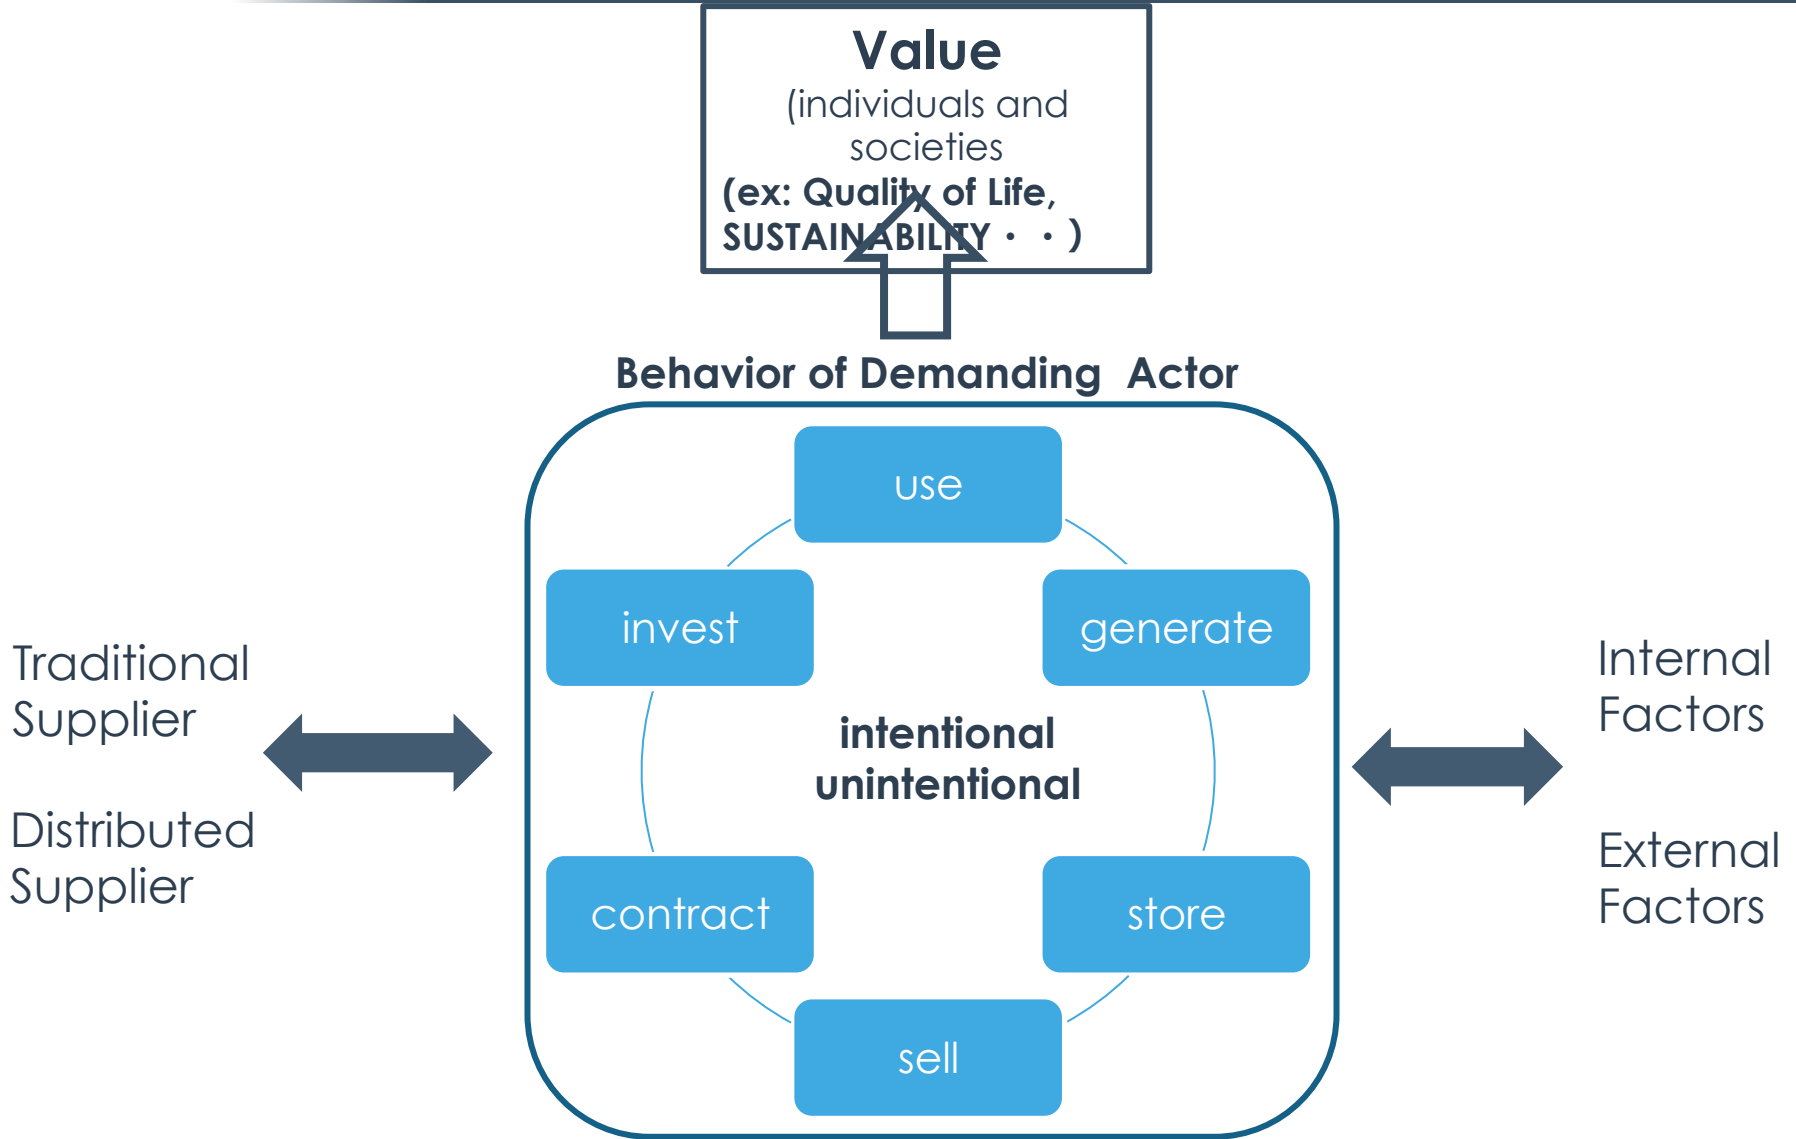 Value
(individuals and
societies
(ex: Quality of Life,
SUSTAINABILITY・・)
Behavior of Demanding  Actor
use
invest
generate
Traditional
Supplier
Distributed
Supplier
intentional
unintentional
Internal
Factors
External
Factors
contract
store
sell